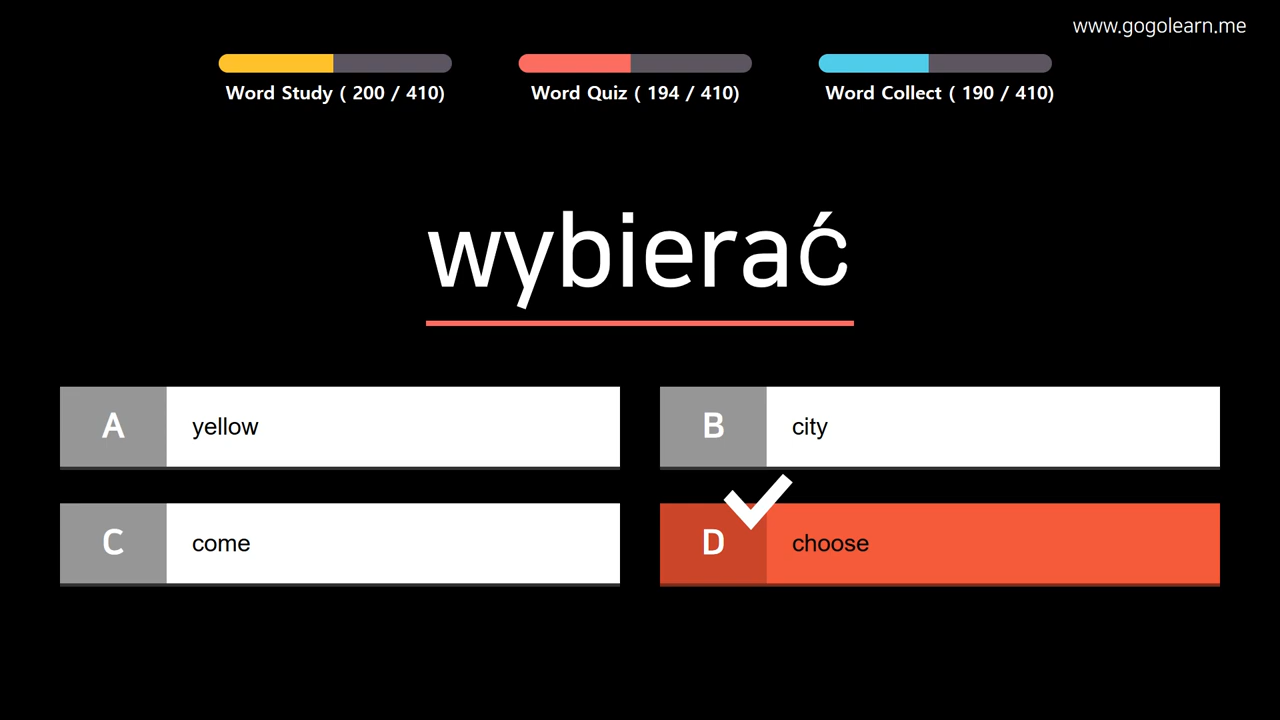 www.gogolearn.me
Word Study ( 200 / 410)
Word Quiz ( 194 / 410)
Word Collect ( 190 / 410)
wybierać
A
yellow
B
city
C
come
D
choose